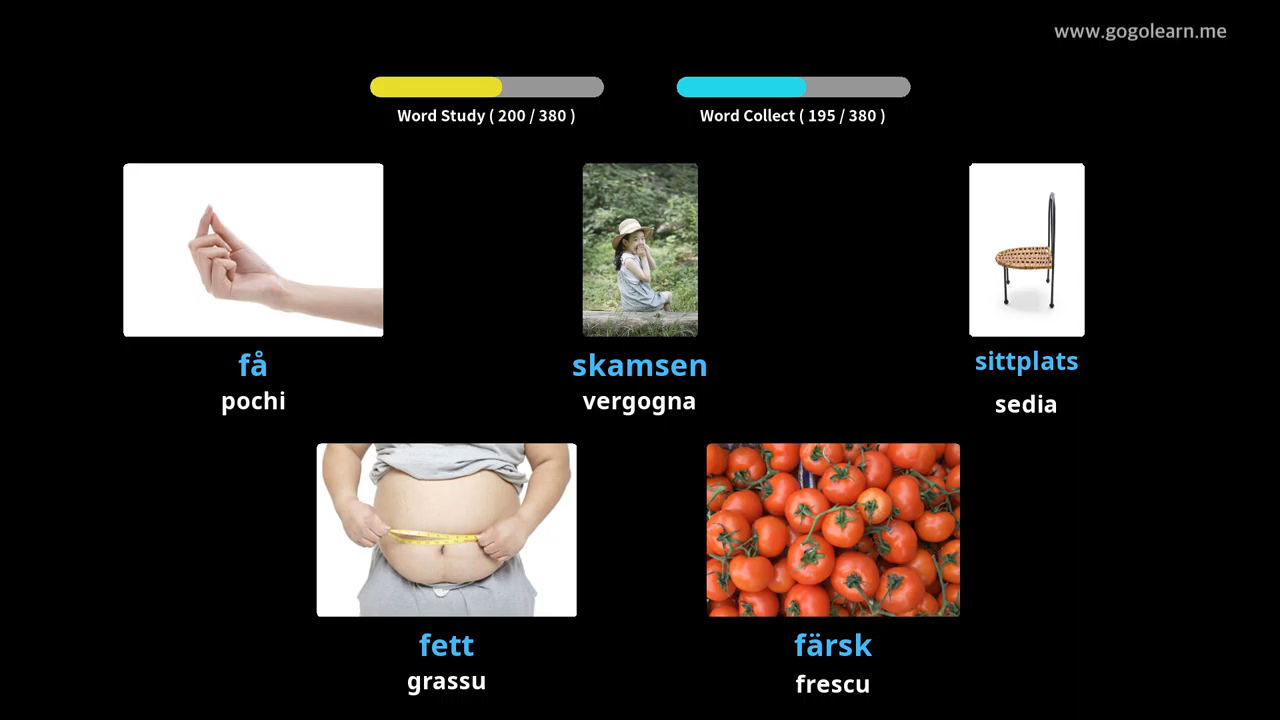 www.gogolearn.me
Word Study ( 200 / 380 )
Word Collect ( 195 / 380 )
få
pochi
skamsen
vergogna
sittplats
sedia
fett
grassu
färsk
frescu